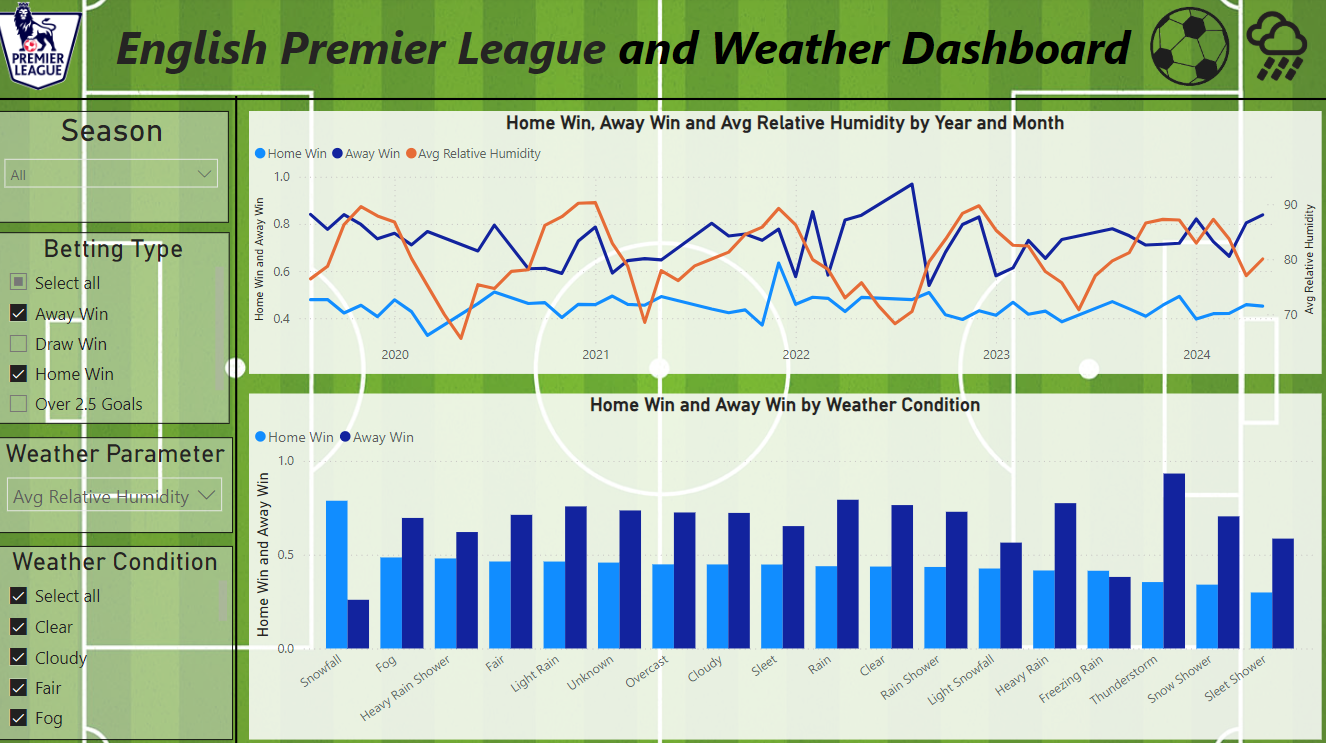 PREMIER
LEAGUE
English Premier League and Weather Dashboard
Season
All
Betting Type
Select all
Away Win
Draw Win
Home Win
Over 2.5 Goals
Weather Parameter
Avg Relative Humidity
Weather Condition
Select all
Clear
Cloudy
Fair
Fog
Home Win, Away Win and Avg Relative Humidity by Year and Month
Home Win Away Win Avg Relative Humidity
Home Win and Away Win
1.0
0.8
0.6
0.4
90
80
70
Avg Relative Humidity
2020 2021 2022 2023 2024
Home Win and Away Win by Weather Condition
Home Win Away Win
Home Win and Away Win
1.0
0.5
0.0
Snowfall
Fog
Heavy Rain Shower
Fair
Light Rain
Unknown
Overcast
Cloudy
Sleet
Rain
Clear
Rain Shower
Light Snowfall
Heavy Rain
Freezing Rain
Thunderstorm
Snow Shower
Sleet Shower